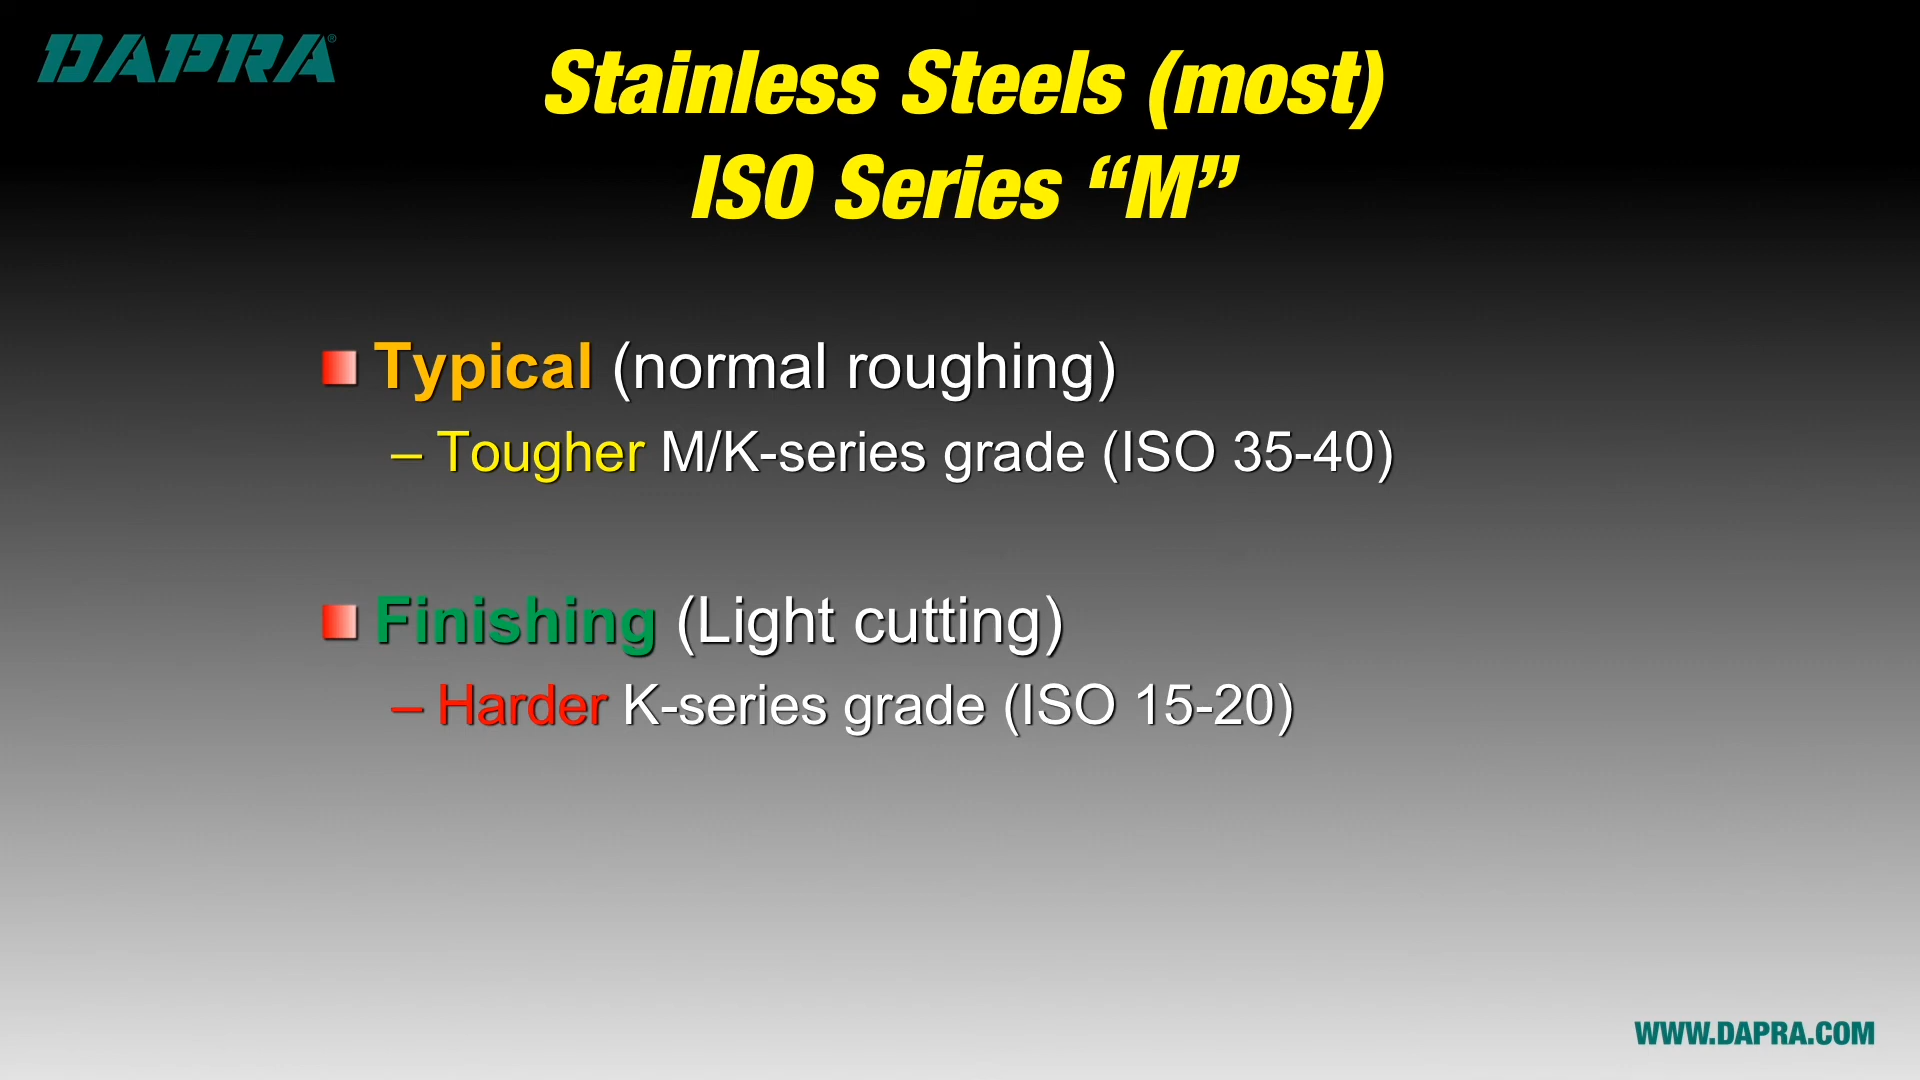 DAPRA®
Stainless Steels (most)
ISO Series “M”
Typical (normal roughing)
– Tougher M/K-series grade (ISO 35-40)
Finishing (Light cutting)
– Harder K-series grade (ISO 15-20)
WWW.DAPRA.COM